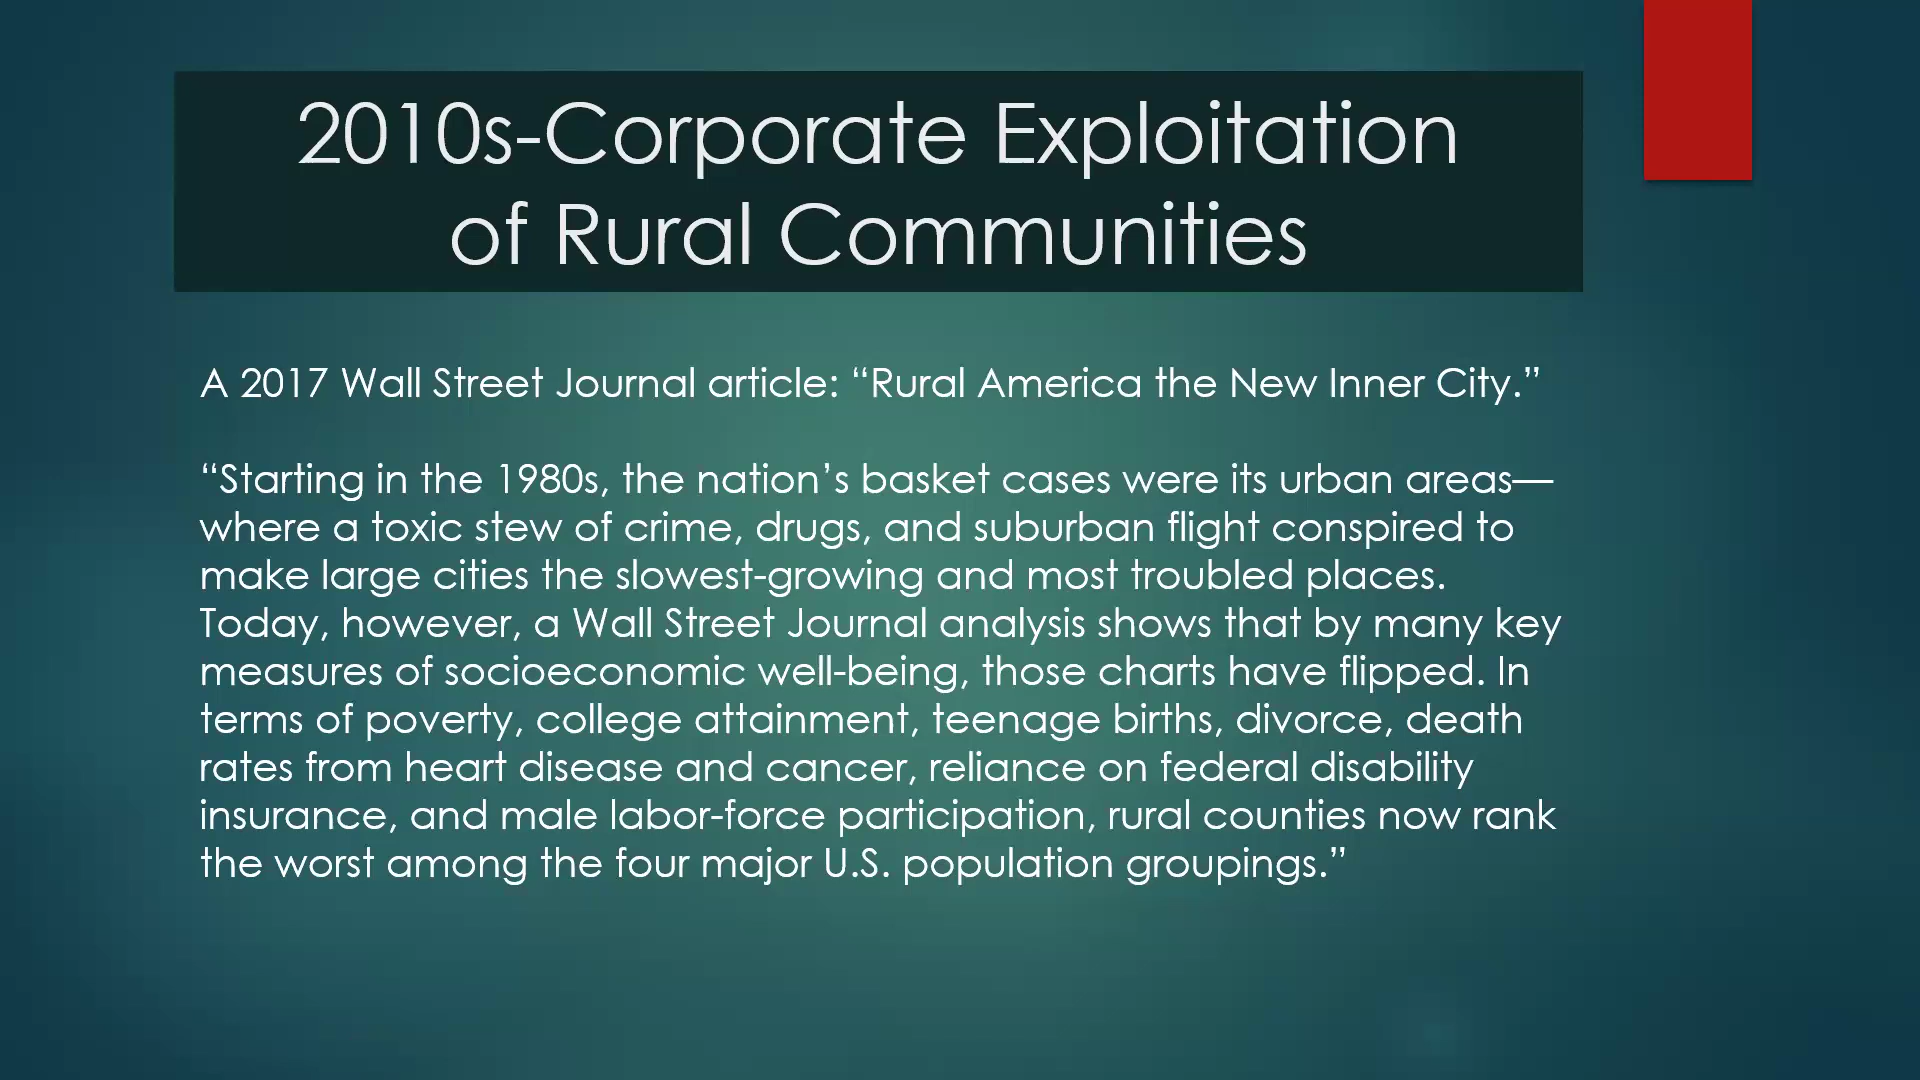 2010s-Corporate Exploitation
of Rural Communities
A 2017 Wall Street Journal article: “Rural America the New Inner City.”
“Starting in the 1980s, the nation’s basket cases were its urban areas—
where a toxic stew of crime, drugs, and suburban flight conspired to
make large cities the slowest-growing and most troubled places.
Today, however, a Wall Street Journal analysis shows that by many key
measures of socioeconomic well-being, those charts have flipped. In
terms of poverty, college attainment, teenage births, divorce, death
rates from heart disease and cancer, reliance on federal disability
insurance, and male labor-force participation, rural counties now rank
the worst among the four major U.S. population groupings.”